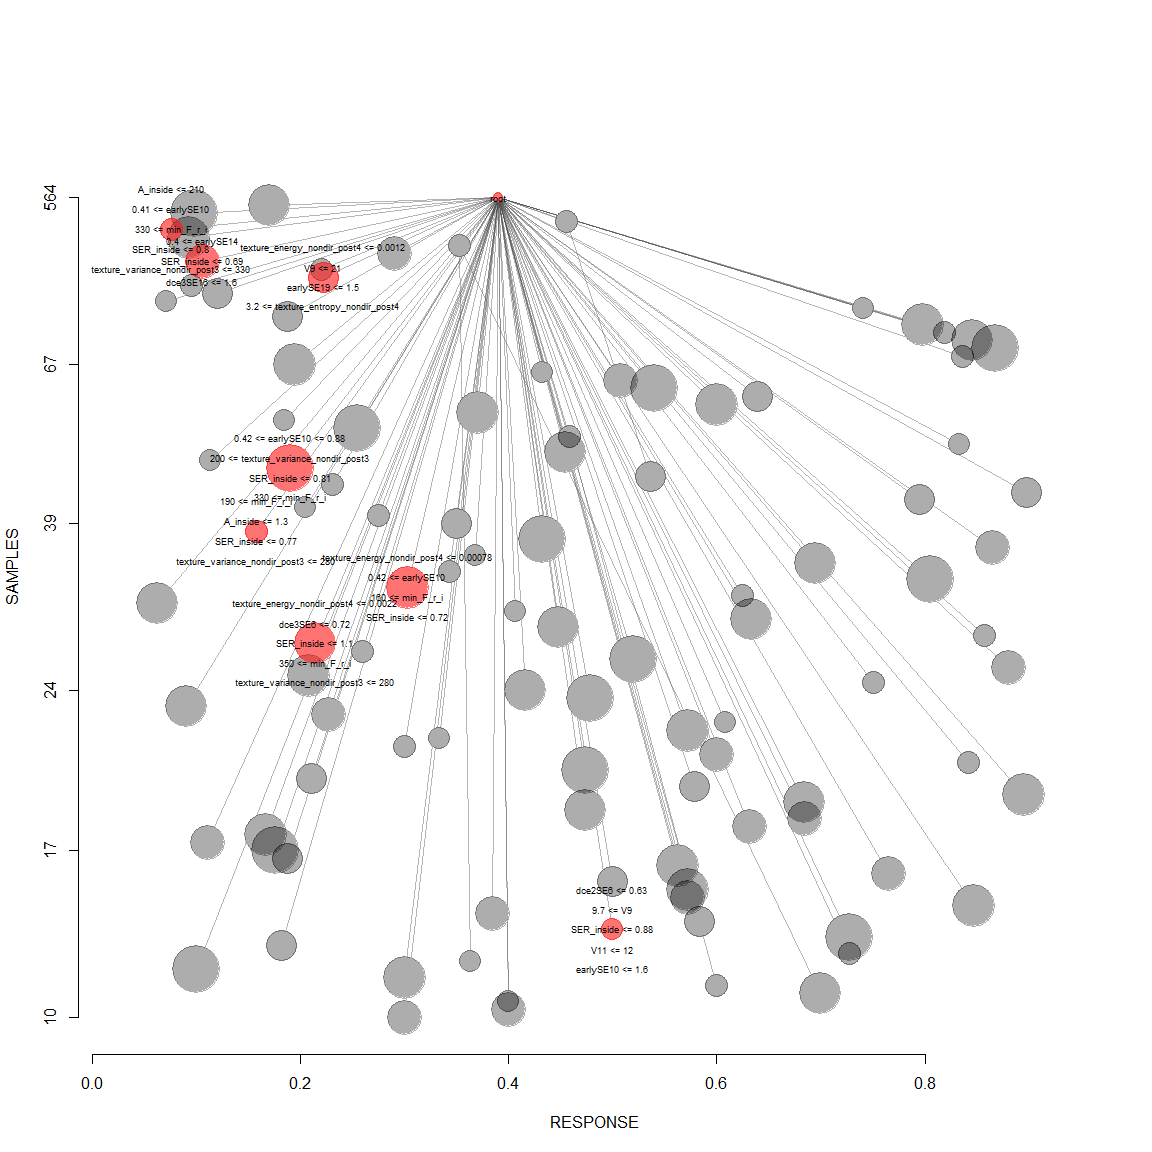 A_inside <= 210
0.41 <= earlySE10
330 <= min_F_r_i
0.4 <= earlySE14
SER_inside <= 0.8
SER_inside <= 0.69
texture_variance_nondir_post3 <= 330
dce3SE16 <= 1.6
root
texture_energy_nondir_post4 <= 0.0012
V9 <= 21
earlySE19 <= 1.5
3.2 <= texture_entropy_nondir_post4
0.42 <= earlySE10 <= 0.88
200 <= texture_variance_nondir_post3
SER_inside <= 0.81
330 <= min_F_r_i
190 <= min_F_r_i
A_inside <= 1.3
SER_inside <= 0.77
texture_variance_nondir_post3 <= 280
texture_energy_nondir_post4 <= 0.00078
0.42 <= earlySE10
160 <= min_F_r_i
SER_inside <= 0.72
texture_energy_nondir_post4 <= 0.0022
dce3SE6 <= 0.72
SER_inside <= 1.1
350 <= min_F_r_i
texture_variance_nondir_post3 <= 280
dce2SE6 <= 0.63
9.7 <= V9
SER_inside <= 0.88
V11 <= 12
earlySE10 <= 1.6
564
67
39
24
17
10
SAMPLES
0.0
0.2
0.4
0.6
0.8
RESPONSE